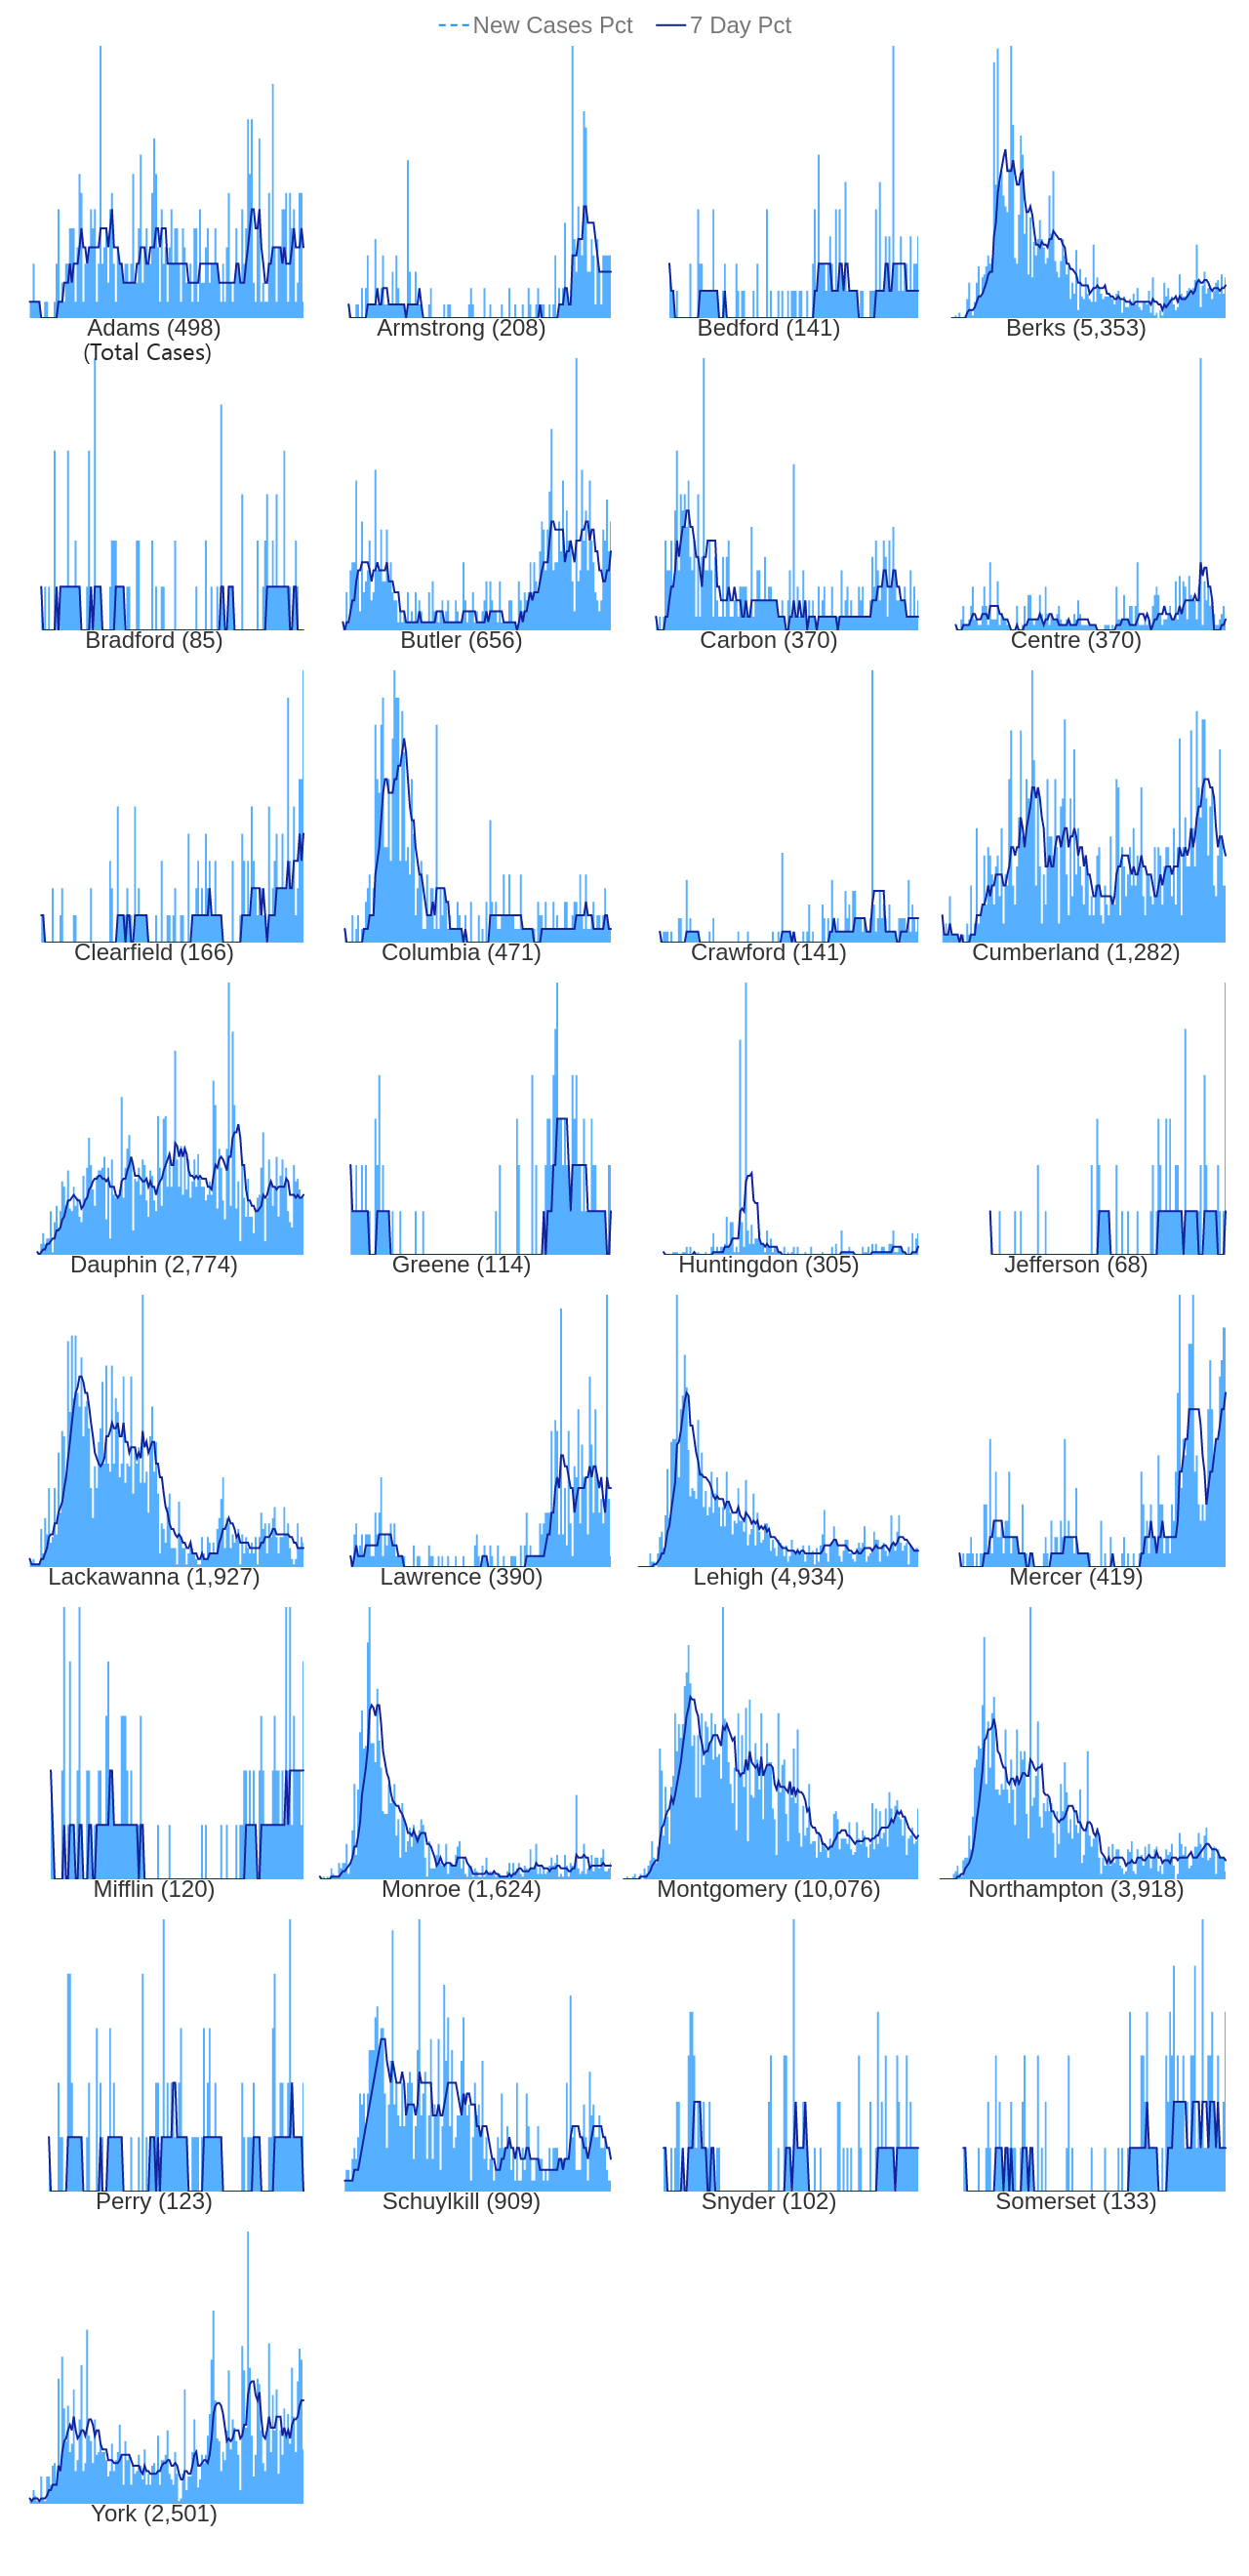 New Cases Pct 7 Day Pct
Adams (498) Armstrong (208) Bedford (141) Berks (5,353)
(Total Cases)
Bradford (85) Butler (656) Carbon (370) Centre (370)
Clearfield (166) Columbia (471) Crawford (141) Cumberland (1,282)
Dauphin (2,774) Greene (114) Huntingdon (305) Jefferson (68)
Lackawanna (1,927) Lawrence (390) Lehigh (4,934) Mercer (419)
Mifflin (120) Monroe (1,624) Montgomery (10,076) Northampton (3,918)
Perry (123) Schuylkill (909) Snyder (102) Somerset (133)
York (2,501)